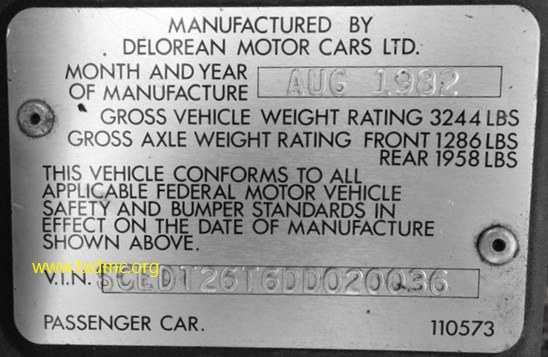 MANUFACTURED BY
DELOREAN MOTOR CARS LTD.
MONTH AND YEAR
OF MANUFACTURE AUG 1982
GROSS VEHICLE WEIGHT RATING 3244 LBS
GROSS AXLE WEIGHT RATING FRONT 1286 LBS
REAR 1958 LBS
THIS VEHICLE CONFORMS TO ALL
APPLICABLE FEDERAL MOTOR VEHICLE
SAFETY AND BUMPER STANDARDS IN
EFFECT ON THE DATE OF MANUFACTURE
SHOWN ABOVE.
www.txdmc.org
V.I.N. SCEDT26T6DD020036
PASSENGER CAR. 110573